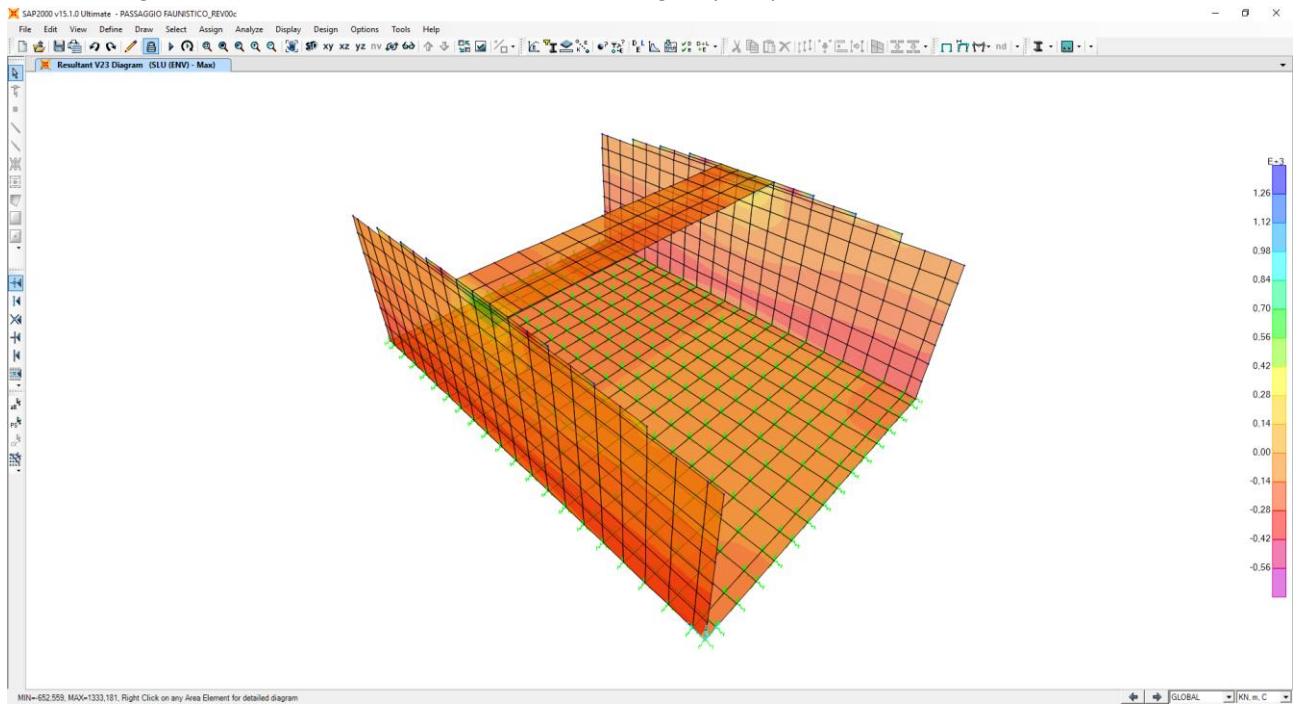 SAP2000 v15.1.0 Ultimate - PASSAGGIO FAUNISTICO_REV00c
File Edit View Define Draw Select Assign Analyze Display Design Options Tools Help
xy xz yz nv nd
Resultant V23 Diagram (SLU (ENV) - Max)
E+3
1,26
1,12
0,98
0,84
0,70
0,56
0,42
0,28
0,14
0,00
-0,14
-0,28
-0,42
-0,56
MIN=-652,559, MAX=1333,181, Right Click on any Area Element for detailed diagram
GLOBAL
KN, m, C